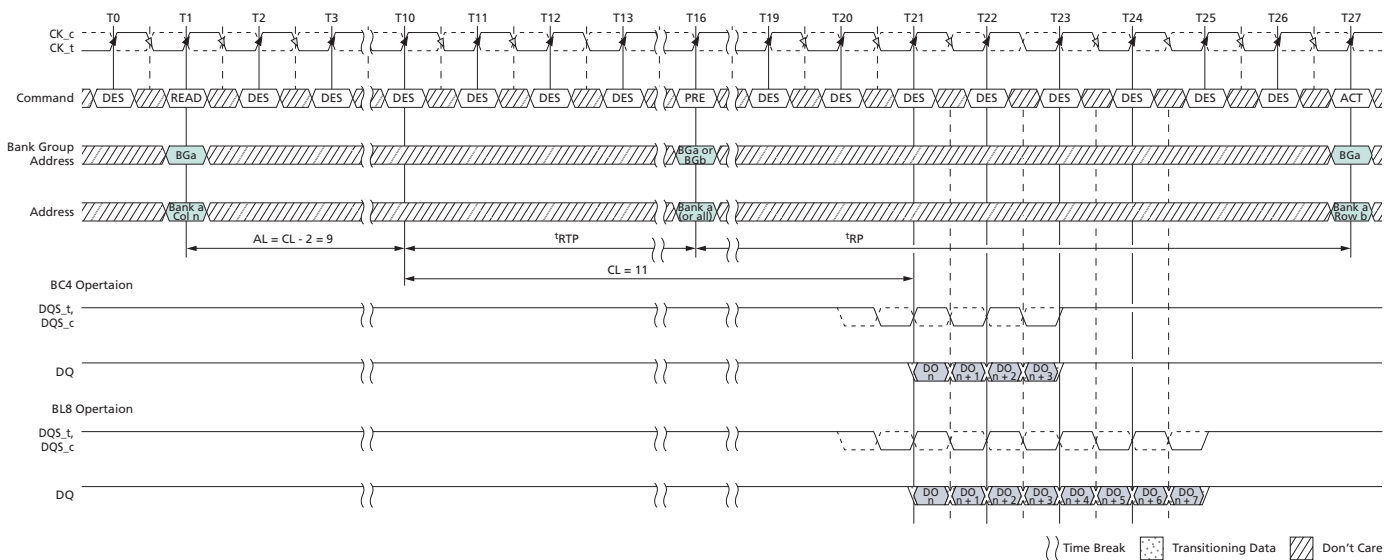 T0 T1 T2 T3 T10 T11 T12 T13 T16 T19 T20 T21 T22 T23 T24 T25 T26 T27
CK_c
CK_t
Command DES READ DES DES DES DES DES DES PRE DES DES DES DES DES DES DES DES ACT
Bank Group
Address
BGa
BGa or
BGb
BGa
Address
Bank a
Col n
Bank a
(or all)
Bank a
Row b
AL = CL - 2 = 9
tRTP
tRP
CL = 11
BC4 Opertaion
DQS_t,
DQS_c
DQ
DO
n
DO
n + 1
DO
n + 2
DO
n + 3
BL8 Opertaion
DQS_t,
DQS_c
DQ
DO
n
DO
n + 1
DO
n + 2
DO
n + 3
DO
n + 4
DO
n + 5
DO
n + 6
DO
n + 7
Time Break Transitioning Data Don't Care